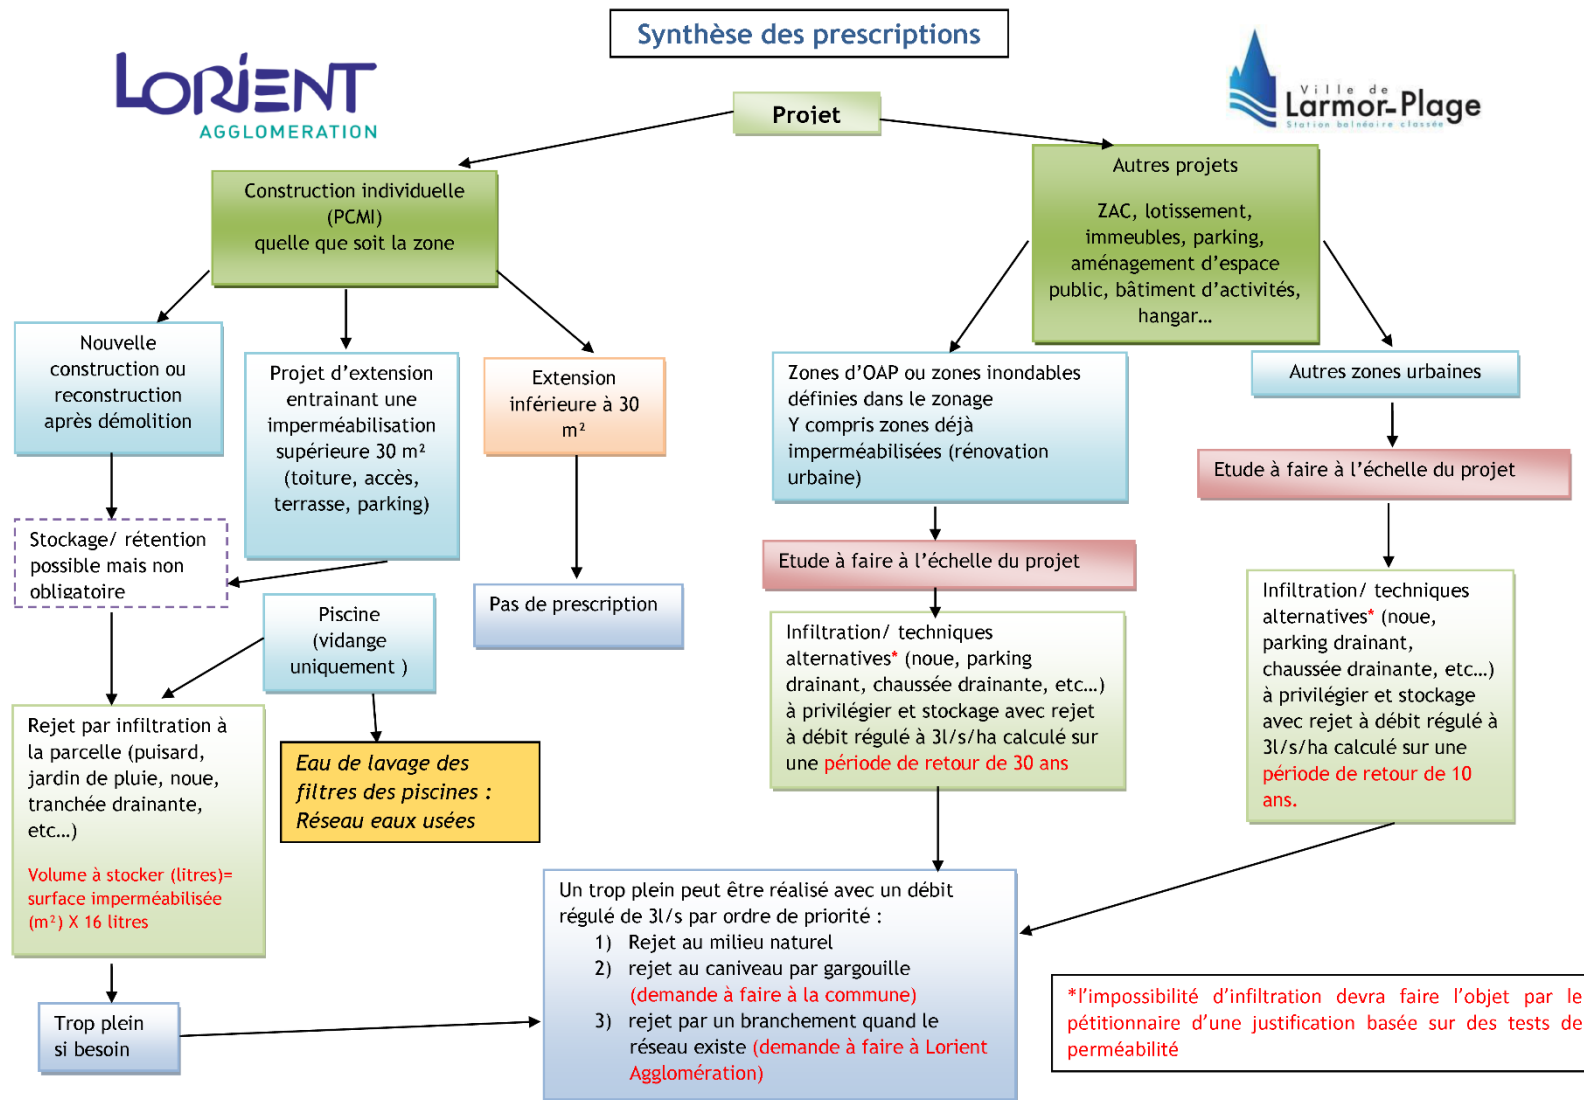 Synthèse des prescriptions
LORIENT
AGGLOMERATION
Ville de
Larmor-Plage
Station balnéaire classée
Projet
Construction individuelle
(PCMI)
quelle que soit la zone
Autres projets
ZAC, lotissement,
immeubles, parking,
aménagement d'espace
public, bâtiment d'activités,
hangar…
Nouvelle
construction ou
reconstruction
après démolition
Projet d'extension
entrainant une
imperméabilisation
supérieure 30 m²
(toiture, accès,
terrasse, parking)
Extension
inférieure à 30
m²
Zones d'OAP ou zones inondables
définies dans le zonage
Y compris zones déjà
imperméabilisées (rénovation
urbaine)
Autres zones urbaines
Etude à faire à l'échelle du projet
Stockage/ rétention
possible mais non
obligatoire
Etude à faire à l'échelle du projet
Pas de prescription
Piscine
(vidange
uniquement )
Infiltration/ techniques
alternatives* (noue, parking
drainant, chaussée drainante, etc…)
à privilégier et stockage avec rejet
à débit régulé à 3l/s/ha calculé sur
une période de retour de 30 ans
Infiltration/ techniques
alternatives* (noue,
parking drainant,
chaussée drainante, etc…)
à privilégier et stockage
avec rejet à débit régulé à
3l/s/ha calculé sur une
période de retour de 10
ans.
Rejet par infiltration à
la parcelle (puisard,
jardin de pluie, noue,
tranchée drainante,
etc…)
Volume à stocker (litres)=
surface imperméabilisée
(m²) X 16 litres
Eau de lavage des
filtres des piscines :
Réseau eaux usées
Un trop plein peut être réalisé avec un débit
régulé de 3l/s par ordre de priorité :
1) Rejet au milieu naturel
2) rejet au caniveau par gargouille
(demande à faire à la commune)
3) rejet par un branchement quand le
réseau existe (demande à faire à Lorient
Agglomération)
Trop plein
si besoin
*l'impossibilité d'infiltration devra faire l'objet par le
pétitionnaire d'une justification basée sur des tests de
perméabilité